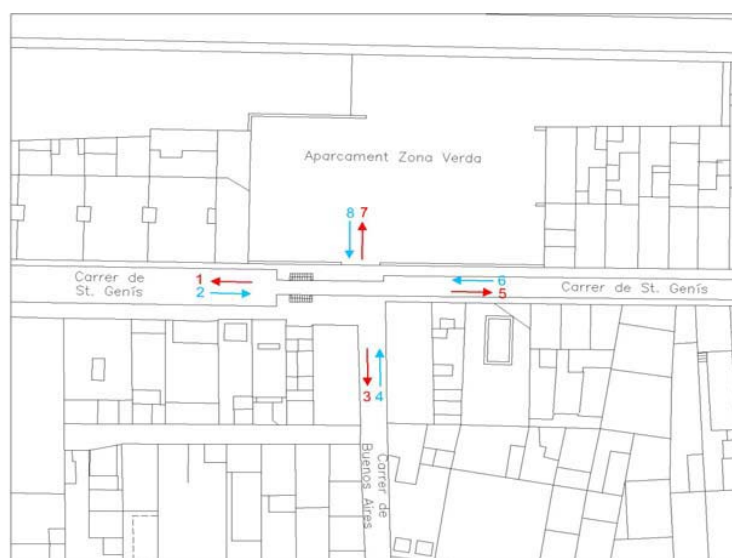 Aparcament Zona Verda
8 7
Carrer de
St. Genís
1
2
6
5
Carrer de St. Genís
3 4
Carrer de
Buenos Aires